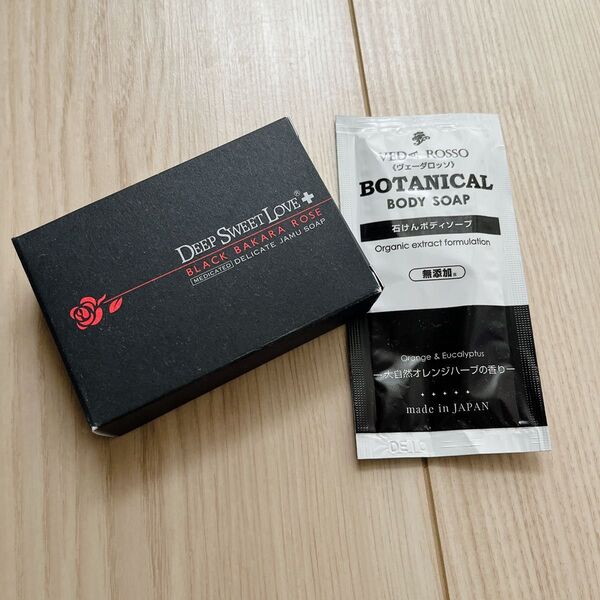 DEEP SWEET LOVE®+
BLACK BAKARA ROSE
MEDICATED DELICATE JAMU SOAP
VEDA ROSSO
《ヴェーダロッソ》
BOTANICAL
BODY SOAP
石けんボディソープ
Organic extract formulation
無添加※
Orange & Eucalyptus
―大自然オレンジハーブの香り―
made in JAPAN